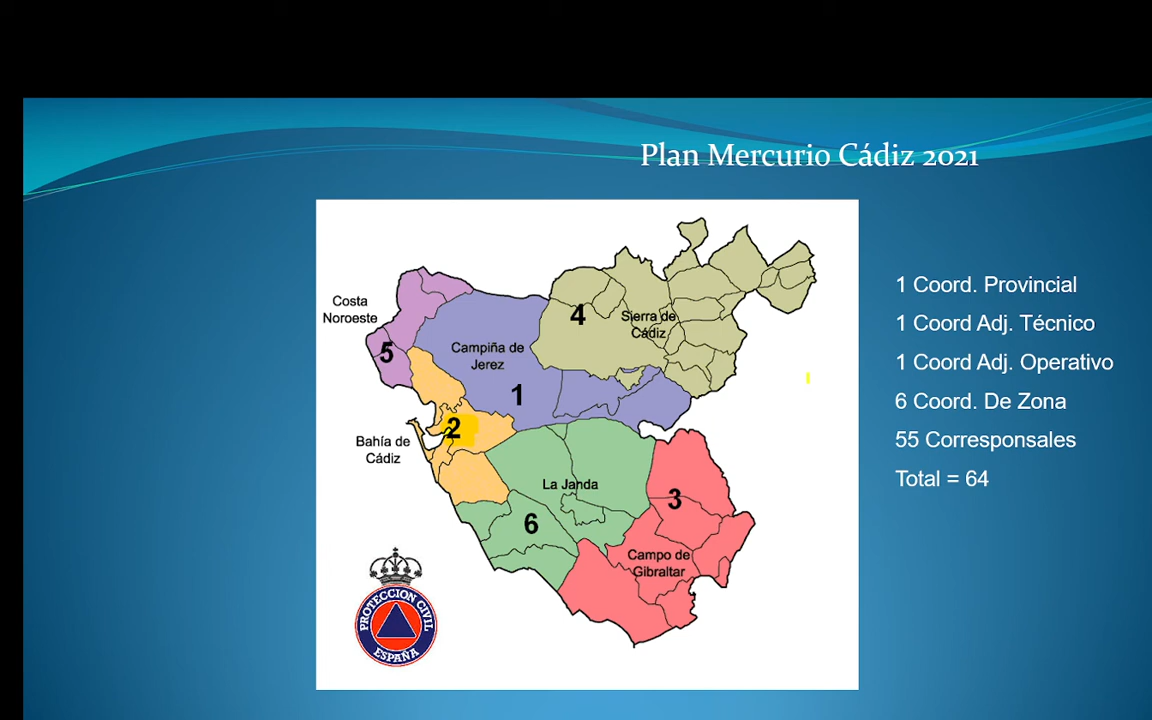 Plan Mercurio Cádiz 2021
Costa
Noroeste
5
Campiña de
Jerez
1
4
Sierra de
Cádiz
2
Bahía de
Cádiz
La Janda
6
3
Campo de
Gibraltar
PROTECCION CIVIL
ESPAÑA
1 Coord. Provincial
1 Coord Adj. Técnico
1 Coord Adj. Operativo
6 Coord. De Zona
55 Corresponsales
Total = 64